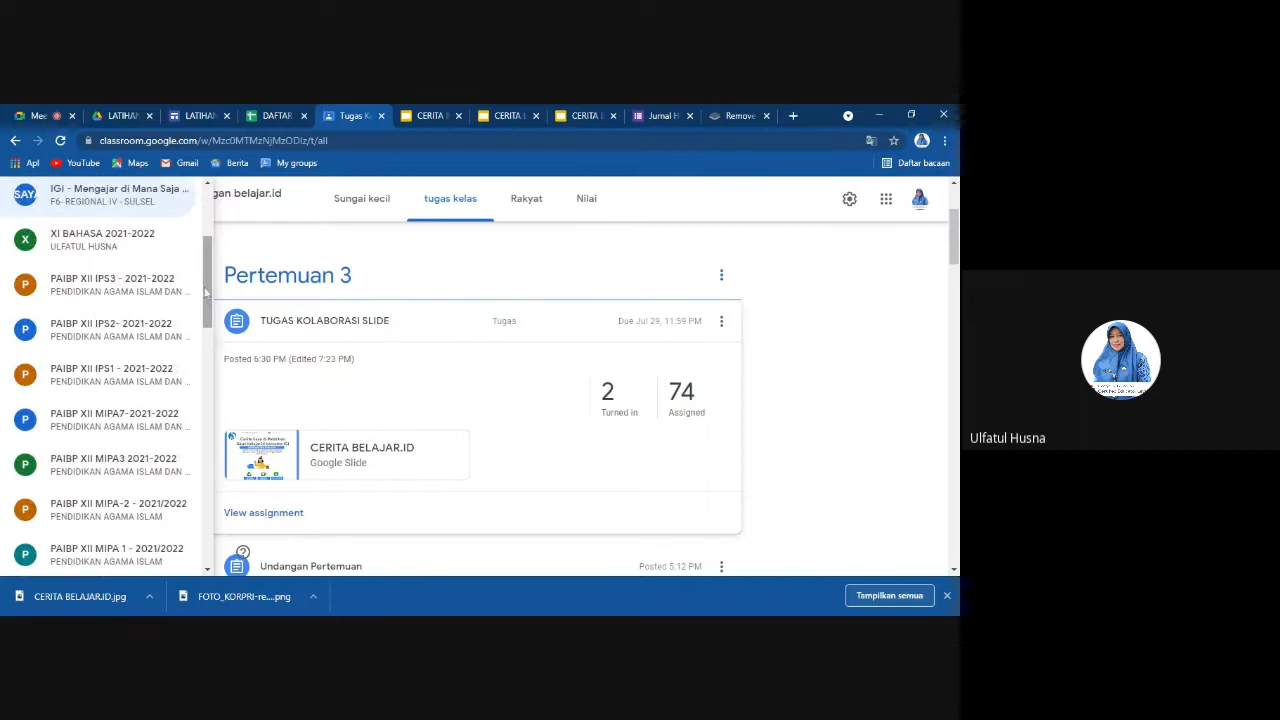 Mee
LATIHAN
LATIHAN
DAFTAR
Tugas K
CERITA B
CERITA B
CERITA B
Jurnal H
Remove
classroom.google.com/w/Mzc0MTMzNjMzODIz/t/all
Apl
YouTube
Maps
Gmail
Berita
My groups
Daftar bacaan
SAYA
IGI - Mengajar di Mana Saja ...
F6- REGIONAL IV - SULSEL
gan belajar.id
Sungai kecil
tugas kelas
Rakyat
Nilai
X
XI BAHASA 2021-2022
ULFATUL HUSNA
P
PAIBP XII IPS3 - 2021-2022
PENDIDIKAN AGAMA ISLAM DAN ...
P
PAIBP XII IPS2- 2021-2022
PENDIDIKAN AGAMA ISLAM DAN ...
P
PAIBP XII IPS1 - 2021-2022
PENDIDIKAN AGAMA ISLAM DAN ...
P
PAIBP XII MIPA7-2021-2022
PENDIDIKAN AGAMA ISLAM DAN ...
P
PAIBP XII MIPA3 2021-2022
PENDIDIKAN AGAMA ISLAM DAN ...
P
PAIBP XII MIPA-2 - 2021/2022
PENDIDIKAN AGAMA ISLAM
P
PAIBP XII MIPA 1 - 2021/2022
PENDIDIKAN AGAMA ISLAM
Pertemuan 3
TUGAS KOLABORASI SLIDE
Tugas
Due Jul 29, 11:59 PM
Posted 6:30 PM (Edited 7:23 PM)
2
Turned in
74
Assigned
CERITA BELAJAR.ID
Google Slide
View assignment
Undangan Pertemuan
Posted 5:12 PM
CERITA BELAJAR.ID.jpg
FOTO_KORPRI-re....png
Tampilkan semua
Ulfatul Husna